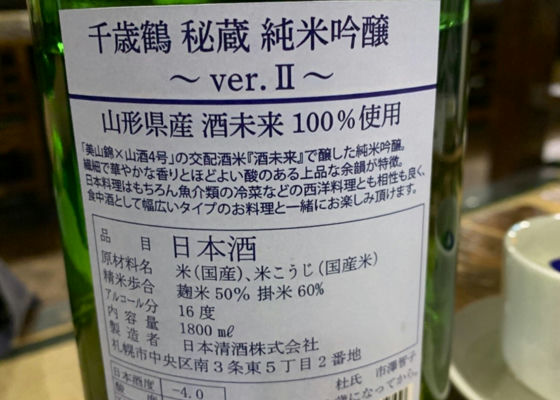 千歳鶴 秘蔵 純米吟醸
～ ver.Ⅱ～
山形県産 酒未来 100％使用
「美山錦×山酒4号」の交配酒米『酒未来』で醸した純米吟醸。
繊細で華やかな香りとほどよい酸のある上品な余韻が特徴。
日本料理はもちろん魚介類の冷菜などの西洋料理とも相性も良く、
食中酒として幅広いタイプのお料理と一緒にお楽しみ頂けます。
品目 日本酒
原材料名 米（国産）、米こうじ（国産米）
精米歩合 麹米 50％ 掛米 60％
アルコール分 16 度
内容量 1800 ㎖
製造者 日本清酒株式会社
札幌市中央区南3条東5丁目2番地
日本酒度 -4.0
杜氏 市澤智子
になってから。